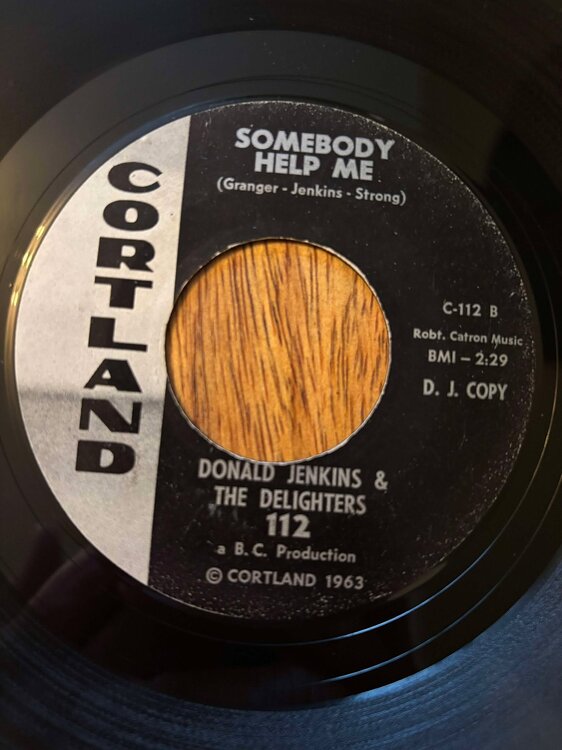 CORTLAND
SOMEBODY
HELP ME
(Granger - Jenkins - Strong)
C-112 B
Robt. Catron Music
BMI - 2:29
D. J. COPY
DONALD JENKINS &
THE DELIGHTERS
112
a B. C. Production
© CORTLAND 1963